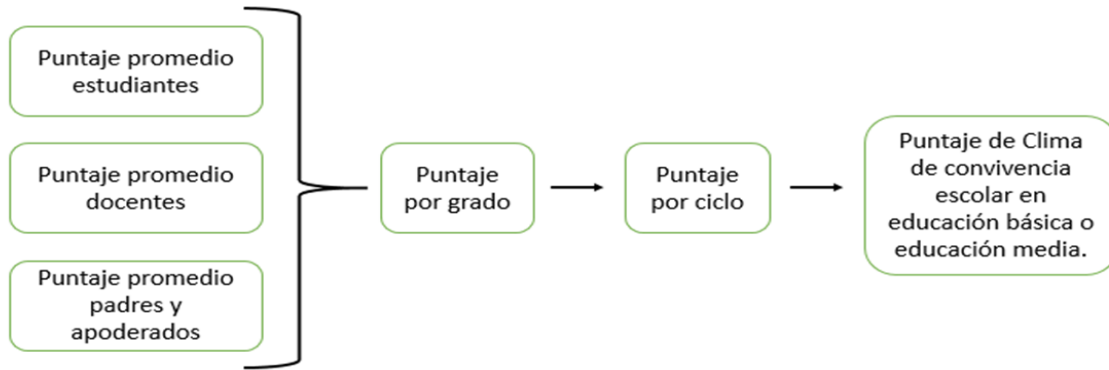 Puntaje promedio
estudiantes
Puntaje promedio
docentes
Puntaje promedio
padres y
apoderados
Puntaje
por grado
Puntaje
por ciclo
Puntaje de Clima
de convivencia
escolar en
educación básica o
educación media.